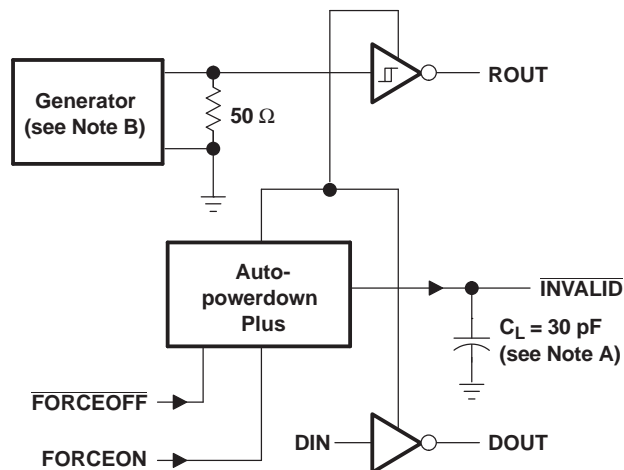 ROUT
Generator
(see Note B)
50 Ω
Auto-
powerdown
Plus
INVALID
C_L = 30 pF
(see Note A)
FORCEOFF
FORCEON
DIN
DOUT